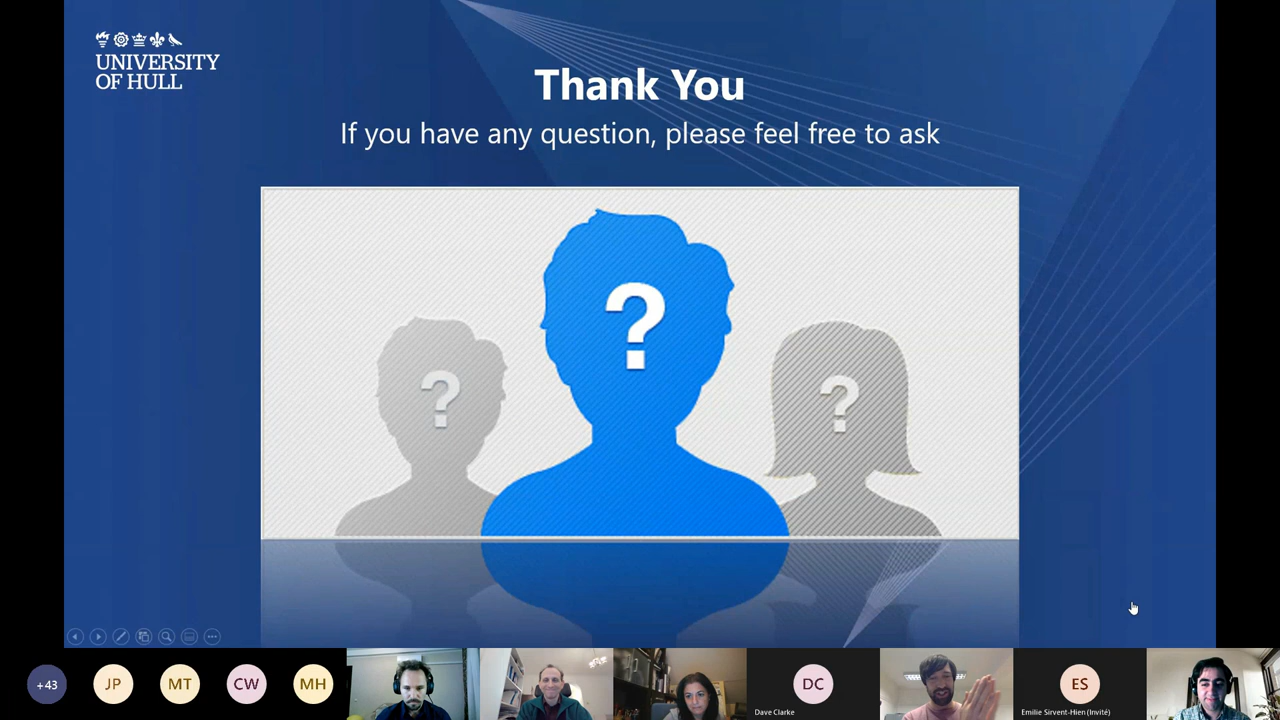 UNIVERSITY
OF HULL
Thank You
If you have any question, please feel free to ask
?
?
?
+43
JP
MT
CW
MH
DC
Dave Clarke
ES
Emilie Sirvent-Hien (Invité)